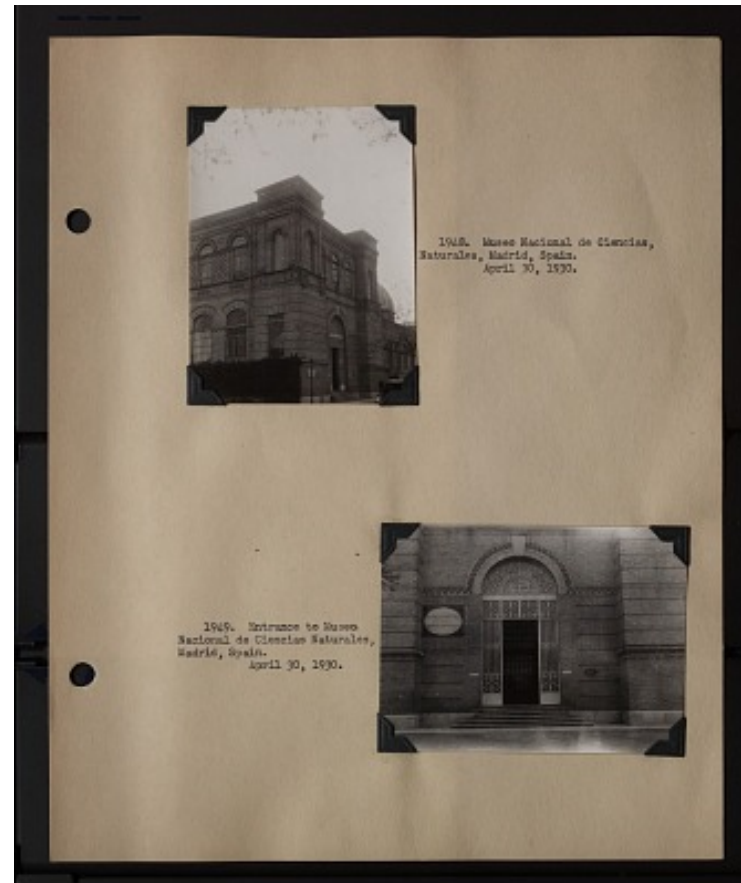 1948. Museo Nacional de Ciencias,
Naturales, Madrid, Spain.
April 30, 1930.
1949. Entrance to Museo
Nacional de Ciencias Naturales,
Madrid, Spain.
April 30, 1930.